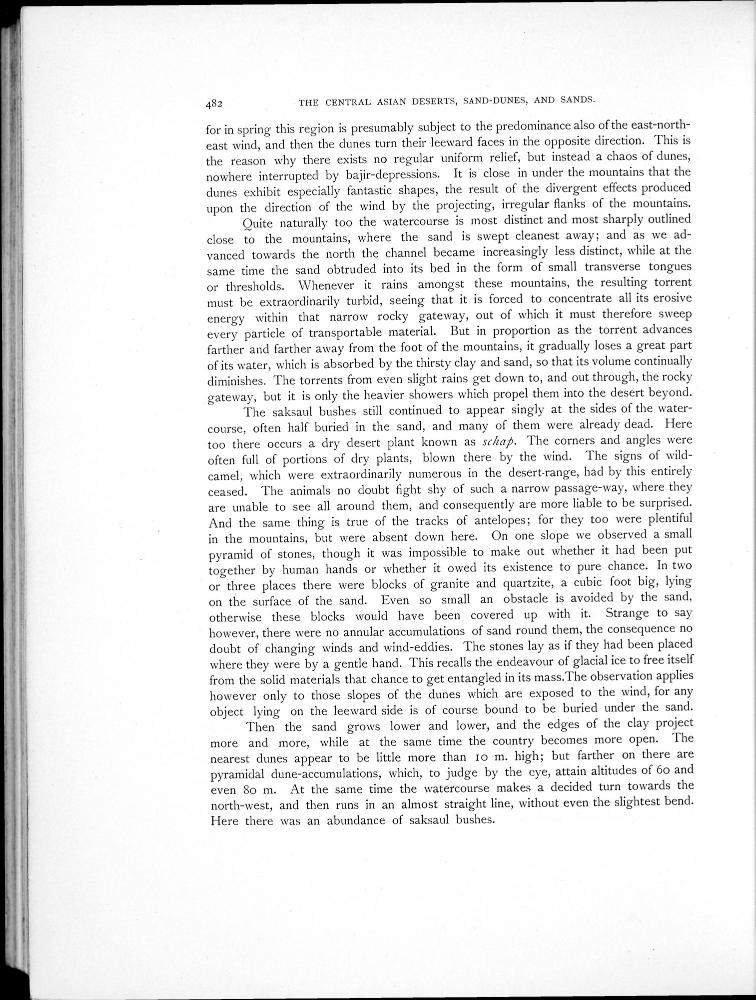 482 THE CENTRAL ASIAN DESERTS, SAND-DUNES, AND SANDS.
for in spring this region is presumably subject to the predominance also of the east-north-
east wind, and then the dunes turn their leeward faces in the opposite direction. This is
the reason why there exists no regular uniform relief, but instead a chaos of dunes,
nowhere interrupted by bajir-depressions. It is close in under the mountains that the
dunes exhibit especially fantastic shapes, the result of the divergent effects produced
upon the direction of the wind by the projecting, irregular flanks of the mountains.
Quite naturally too the watercourse is most distinct and most sharply outlined
close to the mountains, where the sand is swept cleanest away; and as we ad-
vanced towards the north the channel became increasingly less distinct, while at the
same time the sand obtruded into its bed in the form of small transverse tongues
or thresholds. Whenever it rains amongst these mountains, the resulting torrent
must be extraordinarily turbid, seeing that it is forced to concentrate all its erosive
energy within that narrow rocky gateway, out of which it must therefore sweep
every particle of transportable material. But in proportion as the torrent advances
farther and farther away from the foot of the mountains, it gradually loses a great part
of its water, which is absorbed by the thirsty clay and sand, so that its volume continually
diminishes. The torrents from even slight rains get down to, and out through, the rocky
gateway, but it is only the heavier showers which propel them into the desert beyond.
The saksaul bushes still continued to appear singly at the sides of the water-
course, often half buried in the sand, and many of them were already dead. Here
too there occurs a dry desert plant known as schap. The corners and angles were
often full of portions of dry plants, blown there by the wind. The signs of wild-
camel, which were extraordinarily numerous in the desert-range, had by this entirely
ceased. The animals no doubt fight shy of such a narrow passage-way, where they
are unable to see all around them, and consequently are more liable to be surprised.
And the same thing is true of the tracks of antelopes; for they too were plentiful
in the mountains, but were absent down here. On one slope we observed a small
pyramid of stones, though it was impossible to make out whether it had been put
together by human hands or whether it owed its existence to pure chance. In two
or three places there were blocks of granite and quartzite, a cubic foot big, lying
on the surface of the sand. Even so small an obstacle is avoided by the sand,
otherwise these blocks would have been covered up with it. Strange to say
however, there were no annular accumulations of sand round them, the consequence no
doubt of changing winds and wind-eddies. The stones lay as if they had been placed
where they were by a gentle hand. This recalls the endeavour of glacial ice to free itself
from the solid materials that chance to get entangled in its mass. The observation applies
however only to those slopes of the dunes which are exposed to the wind, for any
object lying on the leeward side is of course bound to be buried under the sand.
Then the sand grows lower and lower, and the edges of the clay project
more and more, while at the same time the country becomes more open. The
nearest dunes appear to be little more than 10 m. high; but farther on there are
pyramidal dune-accumulations, which, to judge by the eye, attain altitudes of 60 and
even 80 m. At the same time the watercourse makes a decided turn towards the
north-west, and then runs in an almost straight line, without even the slightest bend.
Here there was an abundance of saksaul bushes.